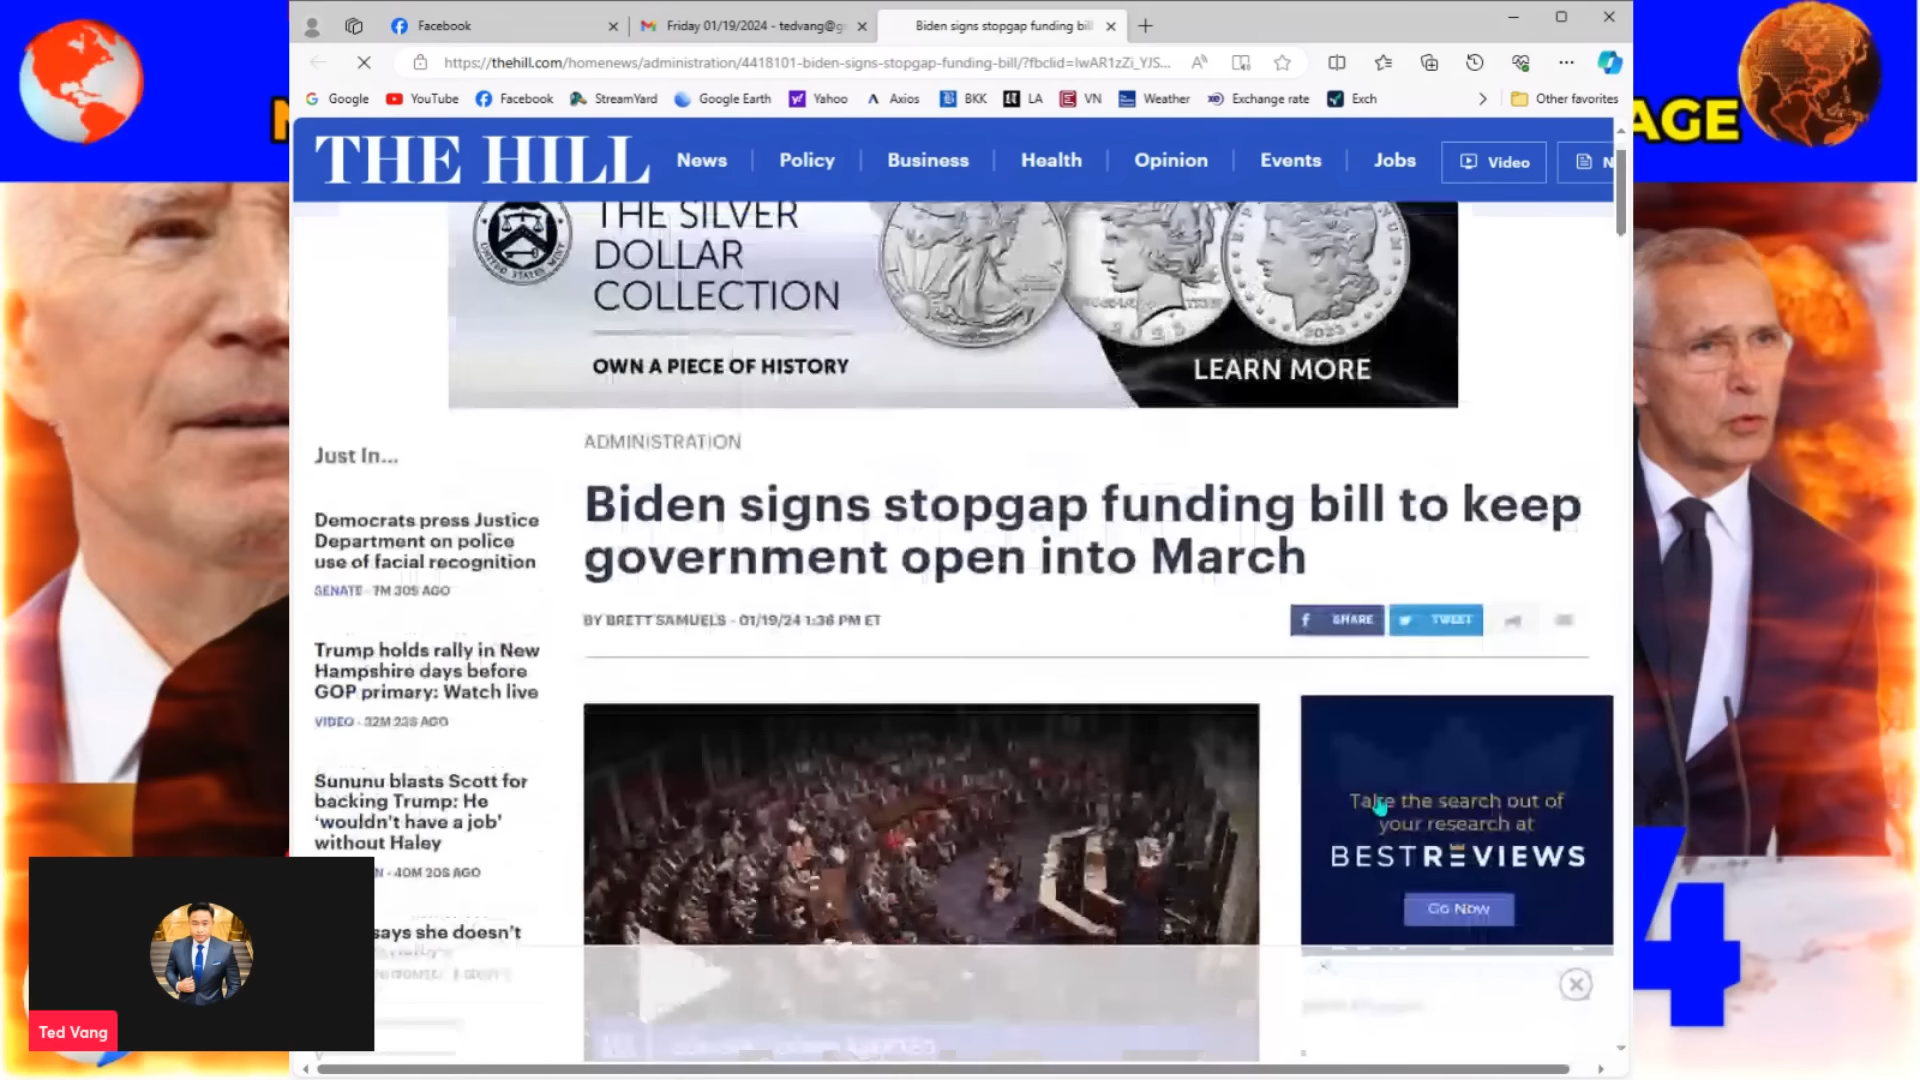 Facebook
Friday 01/19/2024 - tedvang@g
Biden signs stopgap funding bill
https://thehill.com/homenews/administration/4418101-biden-signs-stopgap-funding-bill/?fbclid=IwAR1zZi_YJS...
Google
YouTube
Facebook
StreamYard
Google Earth
Yahoo
Axios
BKK
LA
VN
Weather
Exchange rate
Exch
Other favorites
AGE
THE HILL
News
Policy
Business
Health
Opinion
Events
Jobs
Video
N
THE SILVER
DOLLAR
COLLECTION
OWN A PIECE OF HISTORY
LEARN MORE
2023
ADMINISTRATION
Biden signs stopgap funding bill to keep
government open into March
BY BRETT SAMUELS - 01/19/24 1:36 PM ET
SHARE
TWEET
Just In...
Democrats press Justice
Department on police
use of facial recognition
SENATE - 7M 30S AGO
Trump holds rally in New
Hampshire days before
GOP primary: Watch live
VIDEO - 32M 23S AGO
Sununu blasts Scott for
backing Trump: He
‘wouldn’t have a job’
without Haley
N - 40M 20S AGO
says she doesn’t
Take the search out of
your research at
BESTREVIEWS
Go Now
Ted Vang
4